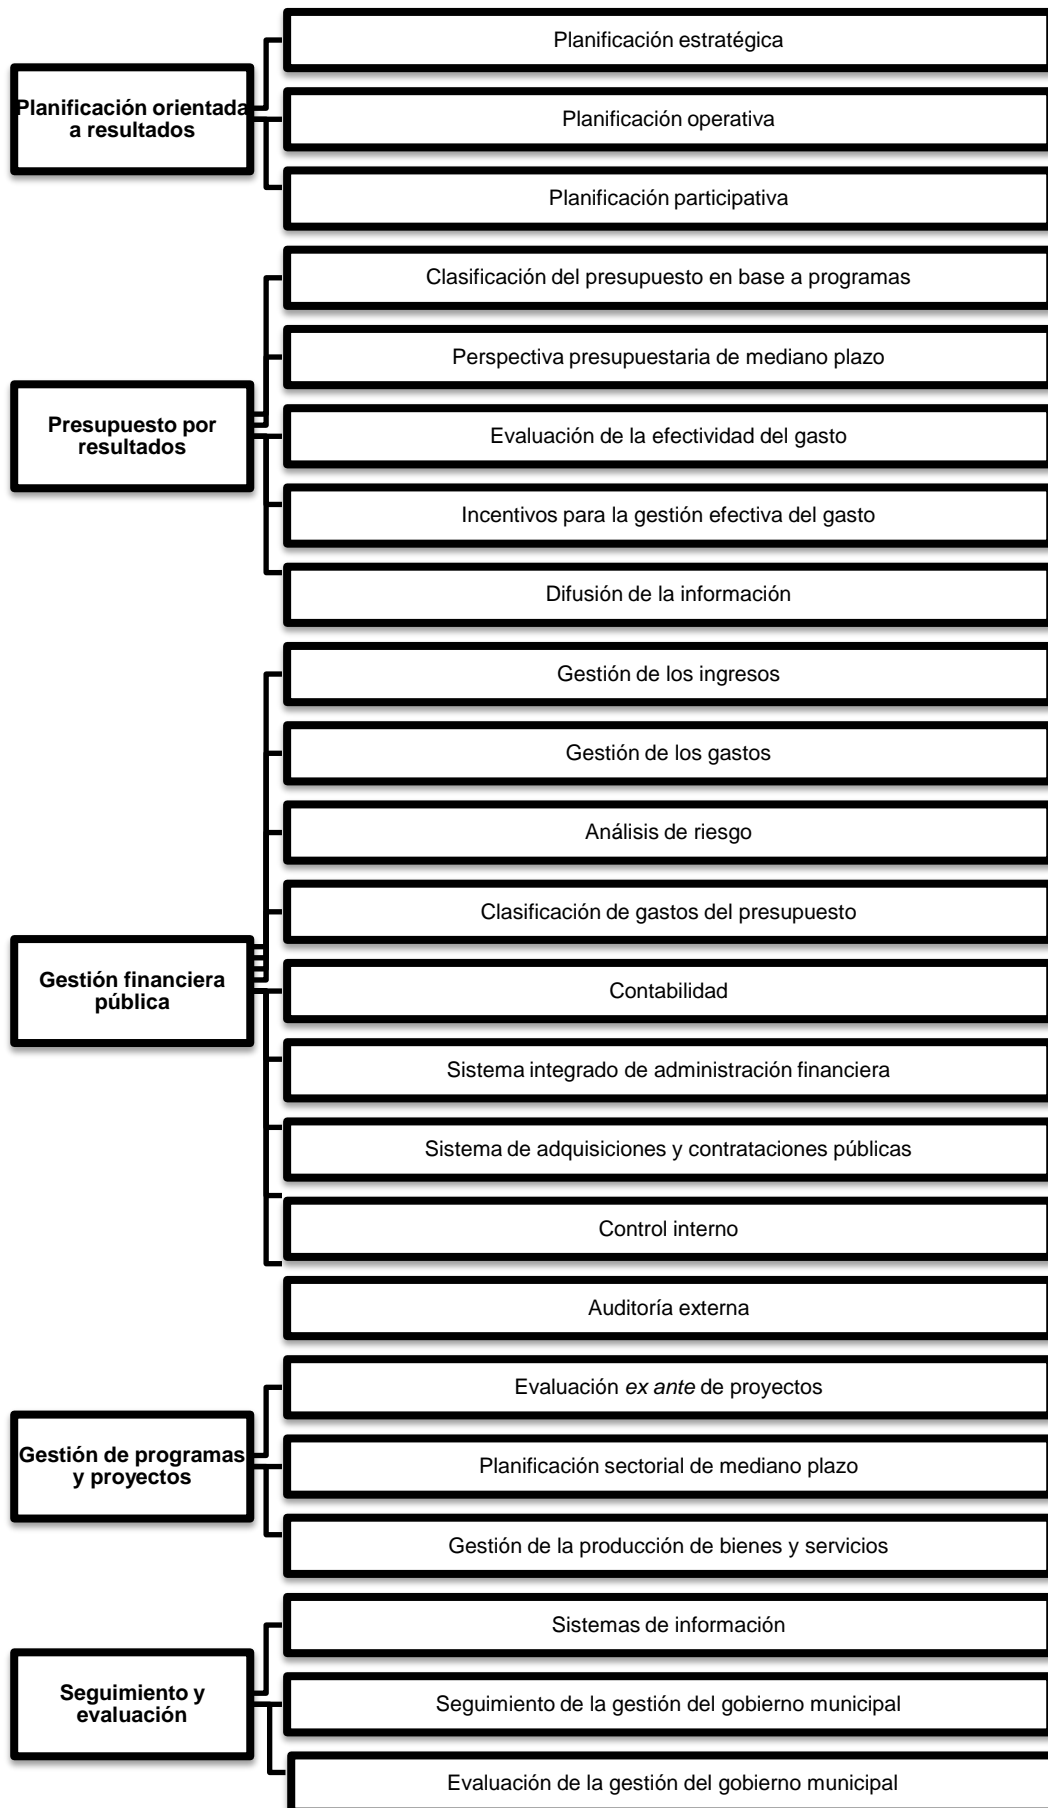 Planificación orientada
a resultados
Planificación estratégica
Planificación operativa
Planificación participativa
Presupuesto por
resultados
Clasificación del presupuesto en base a programas
Perspectiva presupuestaria de mediano plazo
Evaluación de la efectividad del gasto
Incentivos para la gestión efectiva del gasto
Difusión de la información
Gestión financiera
pública
Gestión de los ingresos
Gestión de los gastos
Análisis de riesgo
Clasificación de gastos del presupuesto
Contabilidad
Sistema integrado de administración financiera
Sistema de adquisiciones y contrataciones públicas
Control interno
Auditoría externa
Gestión de programas
y proyectos
Evaluación ex ante de proyectos
Planificación sectorial de mediano plazo
Gestión de la producción de bienes y servicios
Seguimiento y
evaluación
Sistemas de información
Seguimiento de la gestión del gobierno municipal
Evaluación de la gestión del gobierno municipal